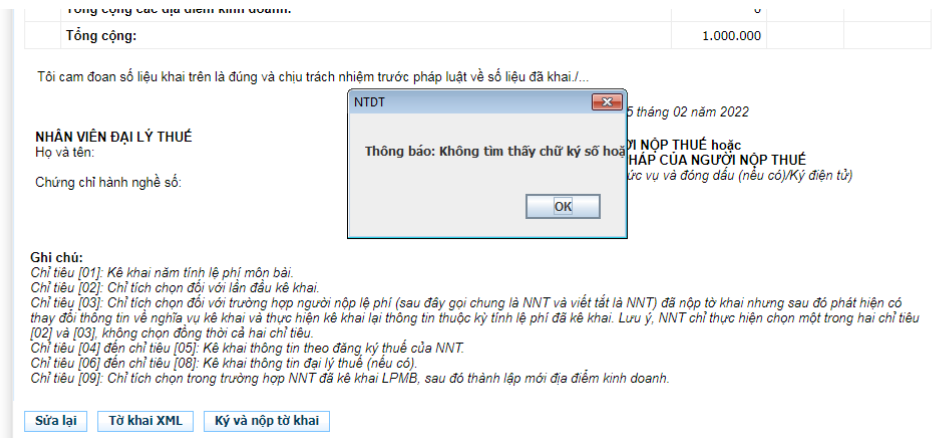 Tổng cộng các địa điểm kinh doanh: 0
Tổng cộng: 1.000.000
Tôi cam đoan số liệu khai trên là đúng và chịu trách nhiệm trước pháp luật về số liệu đã khai./...
NTDT
tháng 02 năm 2022
NHÂN VIÊN ĐẠI LÝ THUẾ
NỘP THUẾ hoặc
Họ và tên:
Thông báo: Không tìm thấy chữ ký số hoặ
CỦA NGƯỜI NỘP THUẾ
Chứng chỉ hành nghề số:
vụ và đóng dấu (nếu có)/Ký điện tử)
OK
Ghi chú:
Chỉ tiêu [01]: Kê khai năm tính lệ phí môn bài.
Chỉ tiêu [02]: Chỉ tích chọn đối với lần đầu kê khai.
Chỉ tiêu [03]: Chỉ tích chọn đối với trường hợp người nộp lệ phí (sau đây gọi chung là NNT và viết tắt là NNT) đã nộp tờ khai nhưng sau đó phát hiện có
thay đổi thông tin về nghĩa vụ kê khai và thực hiện kê khai lại thông tin thuộc kỳ tính lệ phí đã kê khai. Lưu ý, NNT chỉ thực hiện chọn một trong hai chỉ tiêu
[02] và [03], không chọn đồng thời cả hai chỉ tiêu.
Chỉ tiêu [04] đến chỉ tiêu [05]: Kê khai thông tin theo đăng ký thuế của NNT.
Chỉ tiêu [06] đến chỉ tiêu [08]: Kê khai thông tin đại lý thuế (nếu có).
Chỉ tiêu [09]: Chỉ tích chọn trong trường hợp NNT đã kê khai LPMB, sau đó thành lập mới địa điểm kinh doanh.
Sửa lại Tờ khai XML Ký và nộp tờ khai